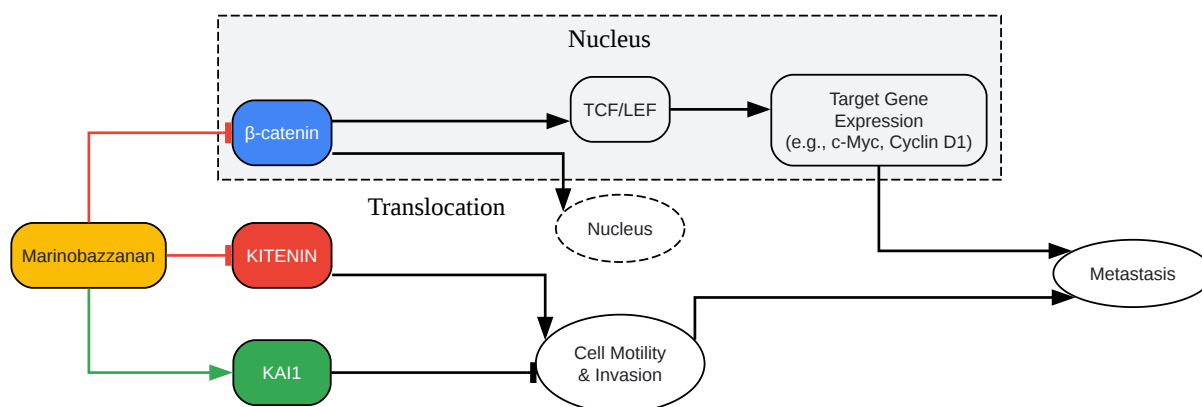 Nucleus
β-catenin
TCF/LEF
Target Gene
Expression
(e.g., c-Myc, Cyclin D1)
Translocation
Nucleus
Marinobazzanan
KITENIN
Metastasis
Cell Motility
& Invasion
KAI1